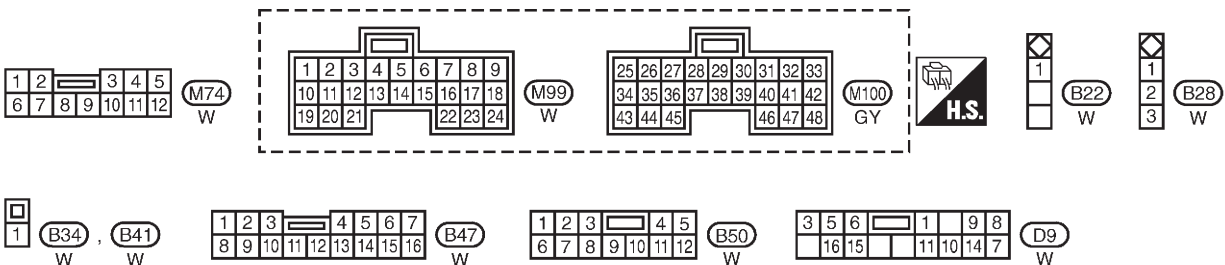 1 2 3 4 5
6 7 8 9 10 11 12
M74
W
1 2 3 4 5 6 7 8 9
10 11 12 13 14 15 16 17 18
19 20 21 22 23 24
M99
W
25 26 27 28 29 30 31 32 33
34 35 36 37 38 39 40 41 42
43 44 45 46 47 48
M100
GY
H.S.
1
B22
W
1
2
3
B28
W
1
B34 , B41
W W
1 2 3 4 5 6 7
8 9 10 11 12 13 14 15 16
B47
W
1 2 3 4 5
6 7 8 9 10 11 12
B50
W
3 5 6 1 9 8
16 15 11 10 14 7
D9
W